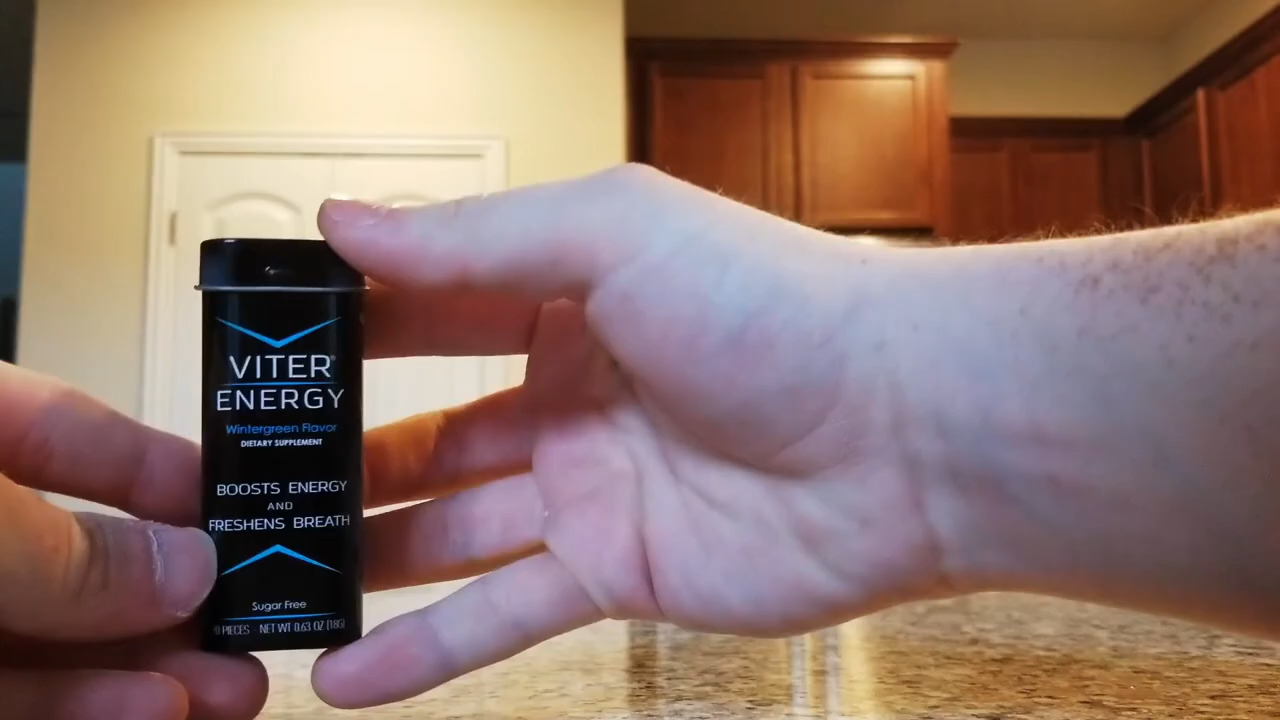 VITER®
ENERGY
Wintergreen Flavor
DIETARY SUPPLEMENT
BOOSTS ENERGY
AND
FRESHENS BREATH
Sugar Free
PIECES - NET WT 0.63 OZ (18G)